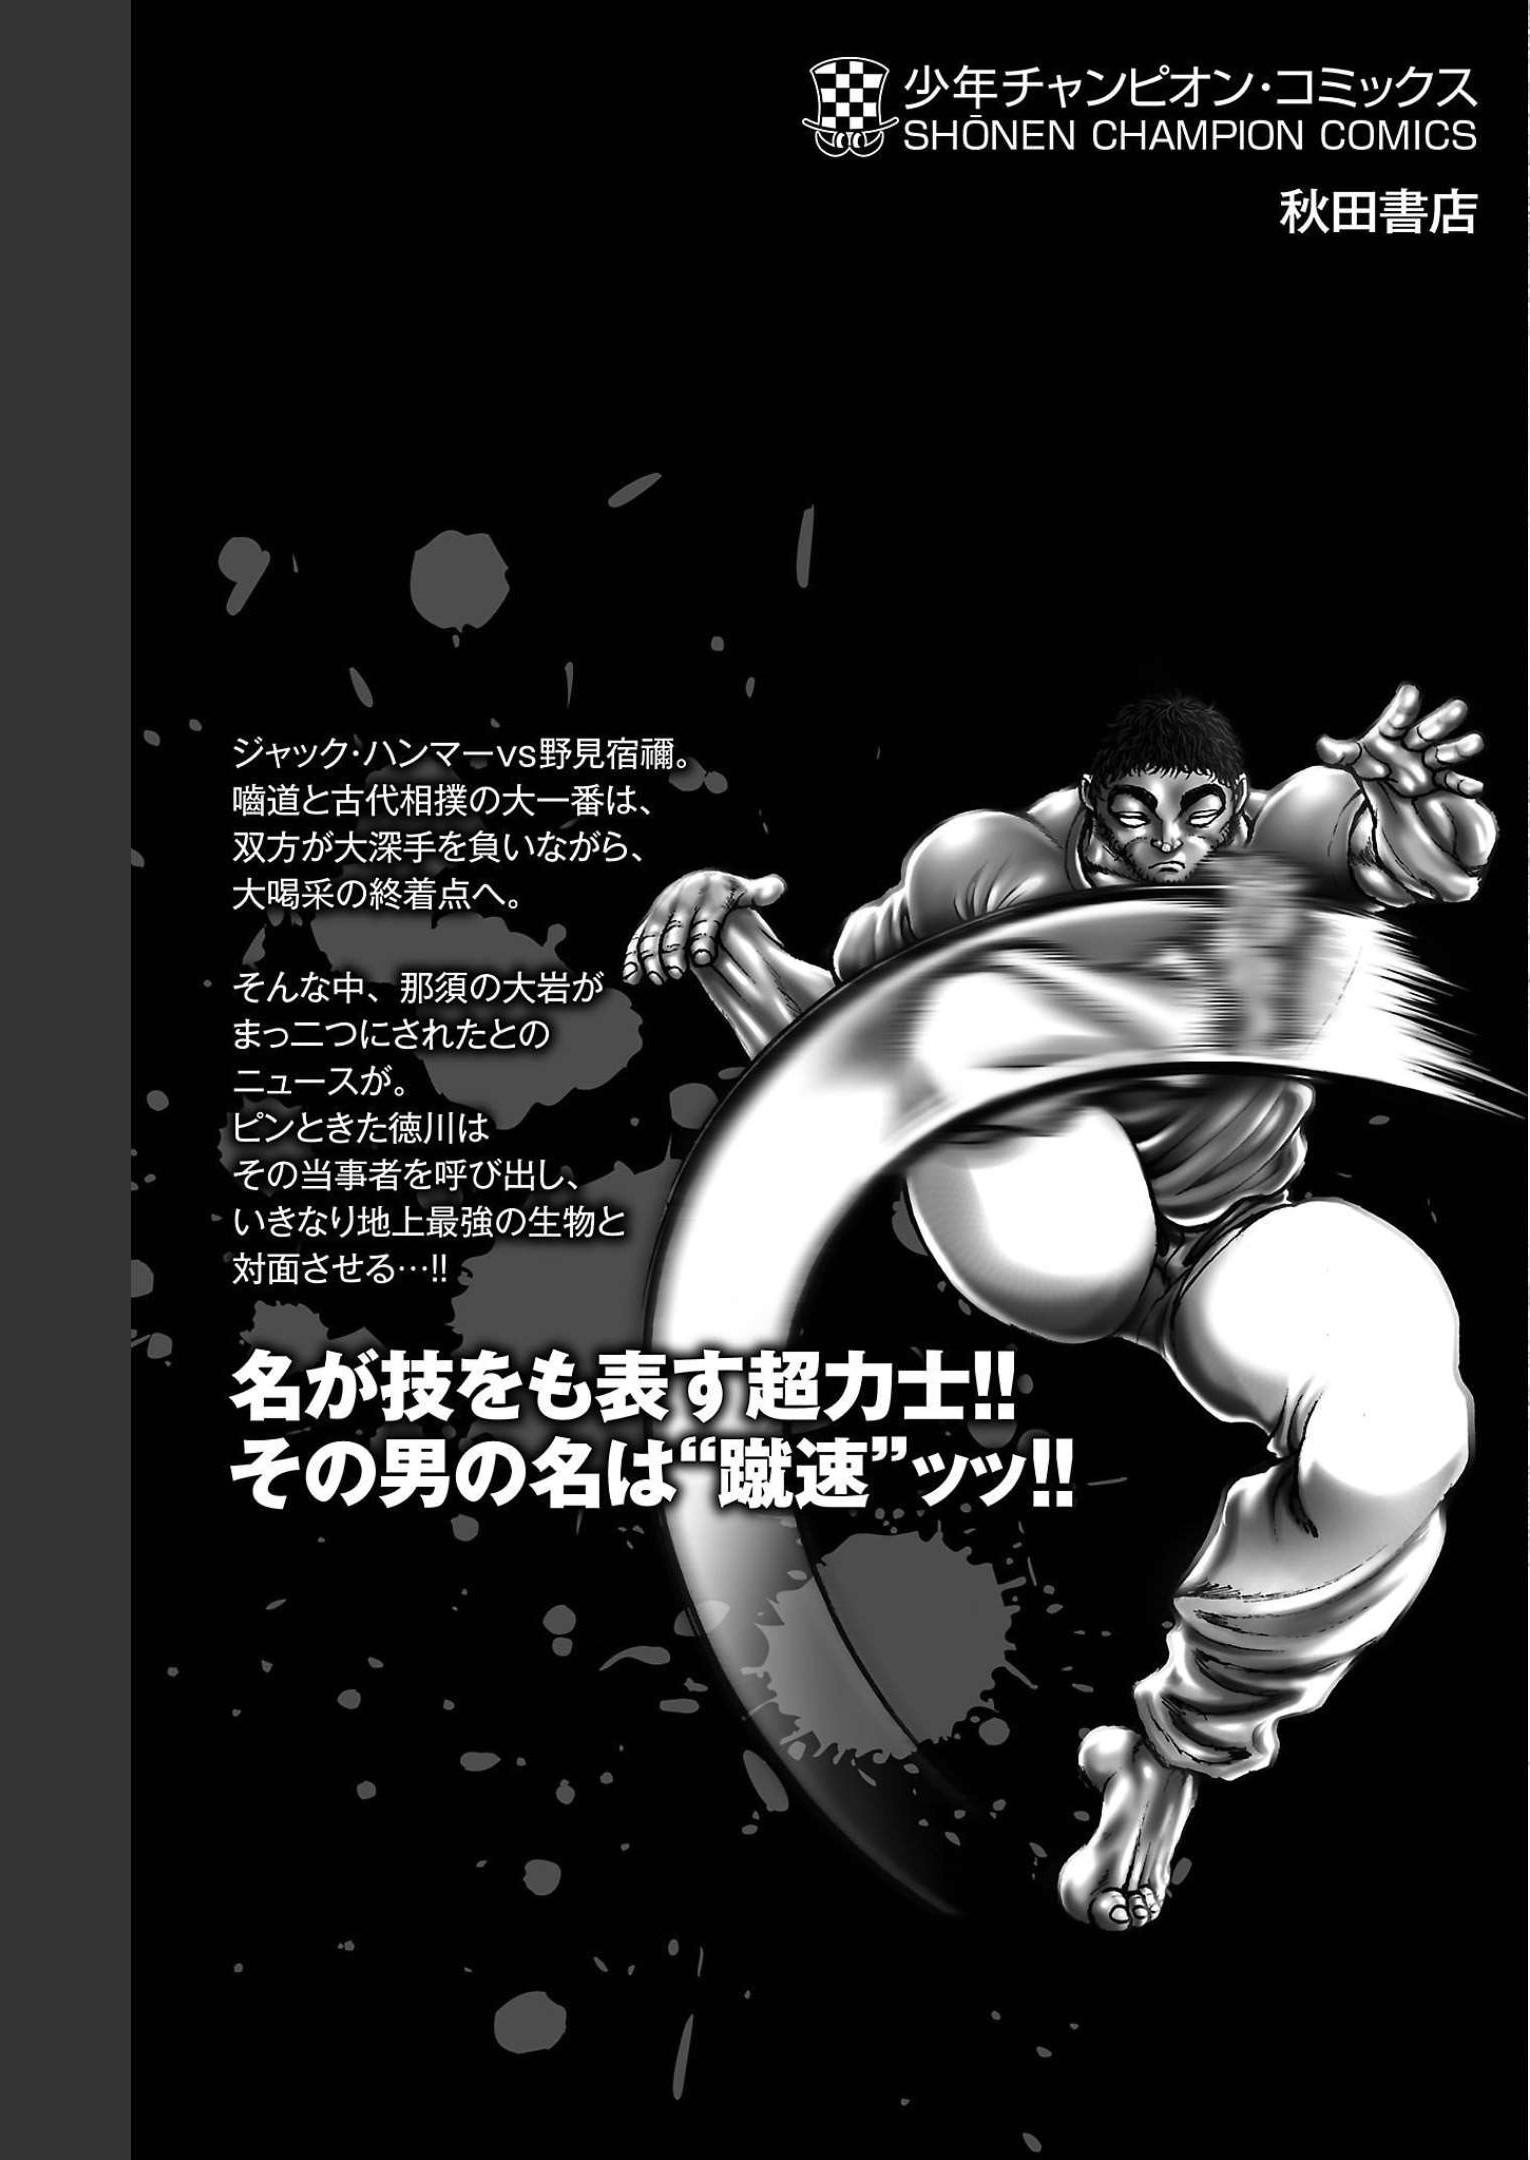 少年チャンピオン・コミックス
SHŌNEN CHAMPION COMICS
秋田書店
ジャック・ハンマーvs野見宿禰。
嚙道と古代相撲の大一番は、
双方が大深手を負いながら、
大喝采の終着点へ。
そんな中、那須の大岩が
まっ二つにされたとの
ニュースが。
ピンときた徳川は
その当事者を呼び出し、
いきなり地上最強の生物と
対面させる…!!
名が技をも表す超力士!!
その男の名は“蹴速”ッッ!!